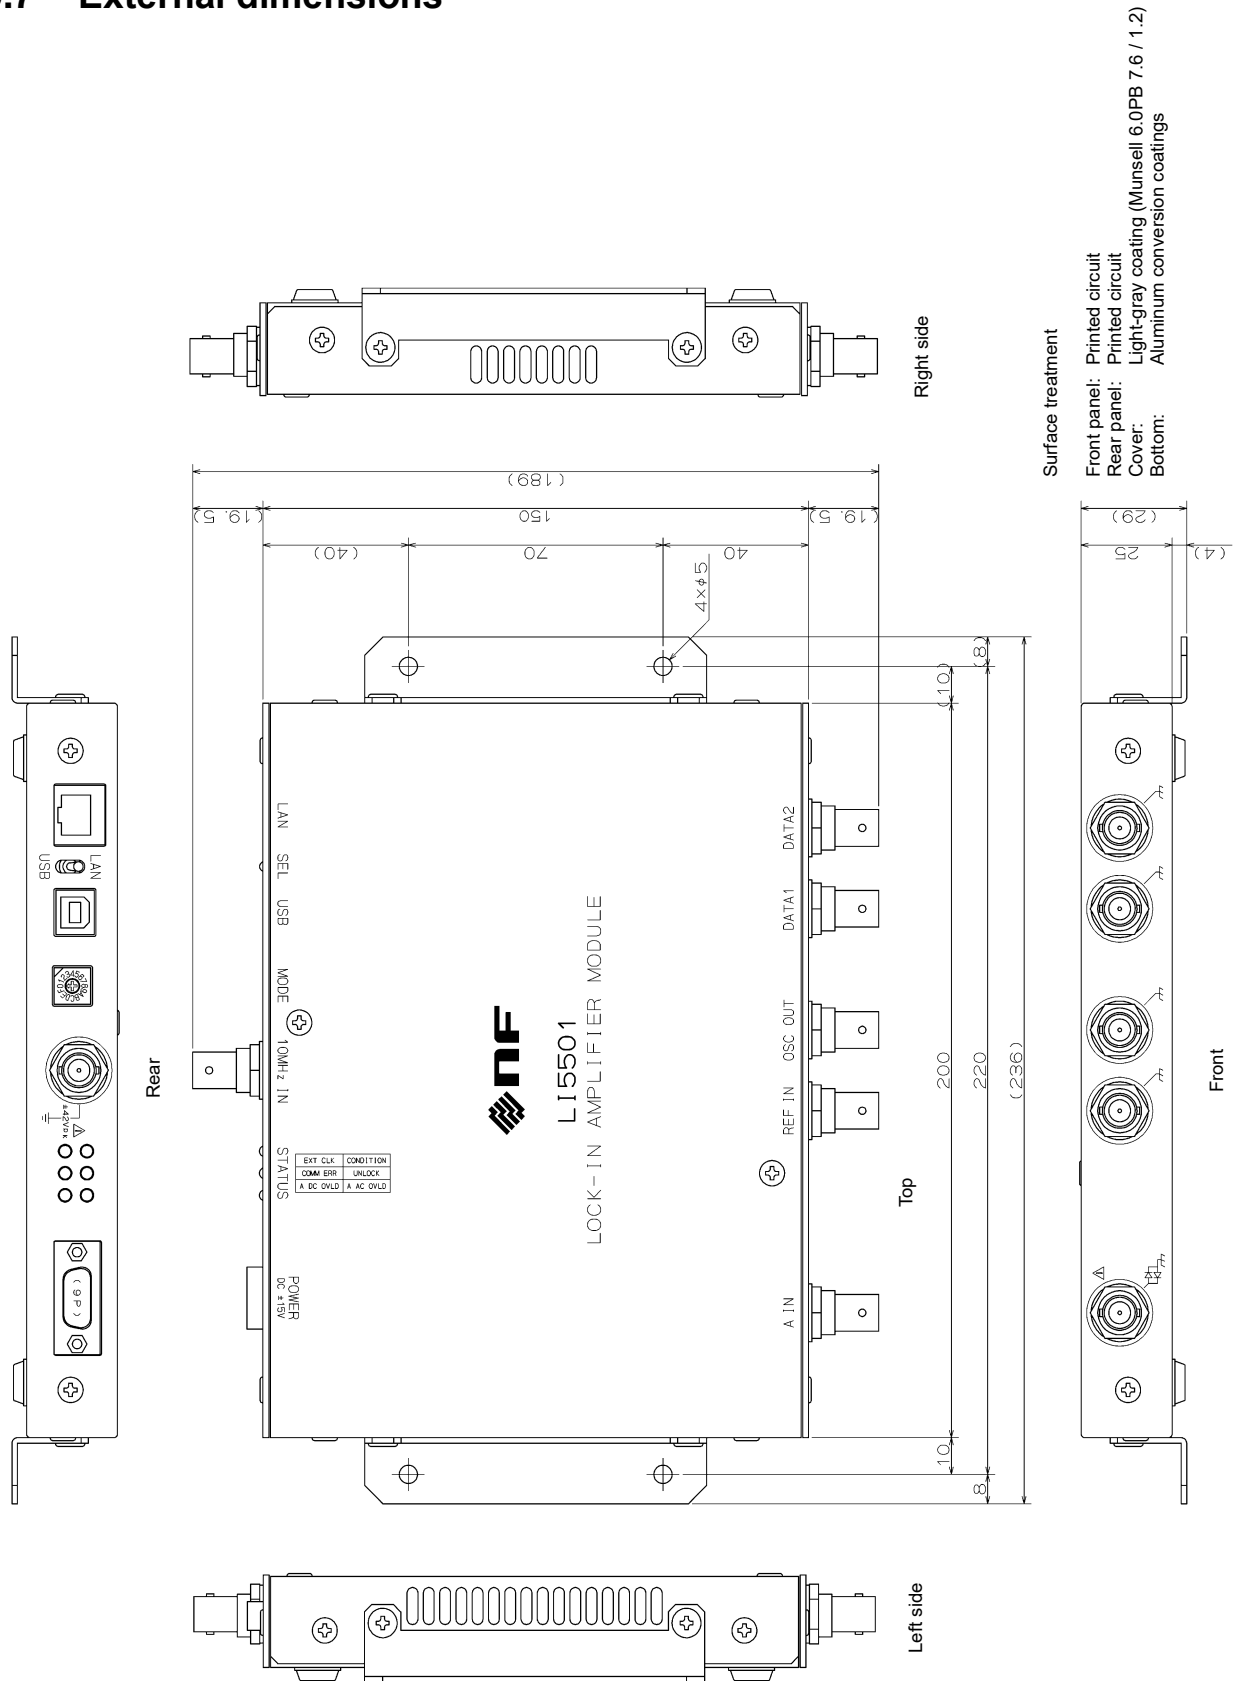 External dimensions
Rear
USB
LAN
±42Vpk
(9P)
Right side
Left side
Top
Front
LAN
SEL
USB
MODE
10MHz IN
STATUS
EXT CLK CONDITION
COMM ERR UNLOCK
A DC OVLD A AC OVLD
POWER
DC ±15V
nF
LI5501
LOCK-IN AMPLIFIER MODULE
A IN
REF IN
OSC OUT
DATA1
DATA2
(189)
(19.5)
150
(19.5)
(40)
70
40
4×φ5
(8)
(10)
200
220
(236)
10
8
(29)
25
(4)
Surface treatment
Front panel: Printed circuit
Rear panel: Printed circuit
Cover: Light-gray coating (Munsell 6.0PB 7.6 / 1.2)
Bottom: Aluminum conversion coatings